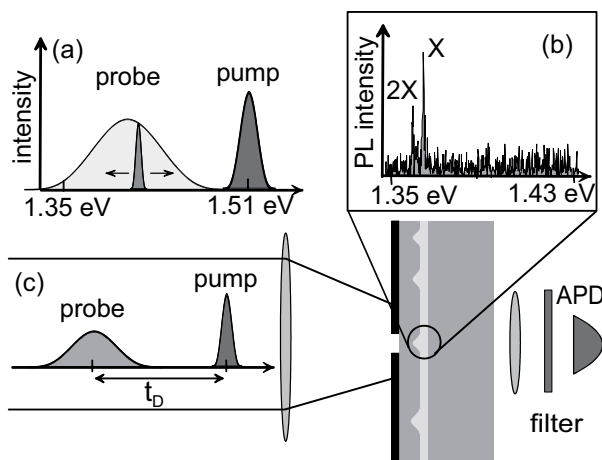 (a)
intensity
probe
pump
1.35 eV
1.51 eV
(b)
PL intensity
2X
X
1.35 eV
1.43 eV
(c)
probe
pump
t_D
APD
filter